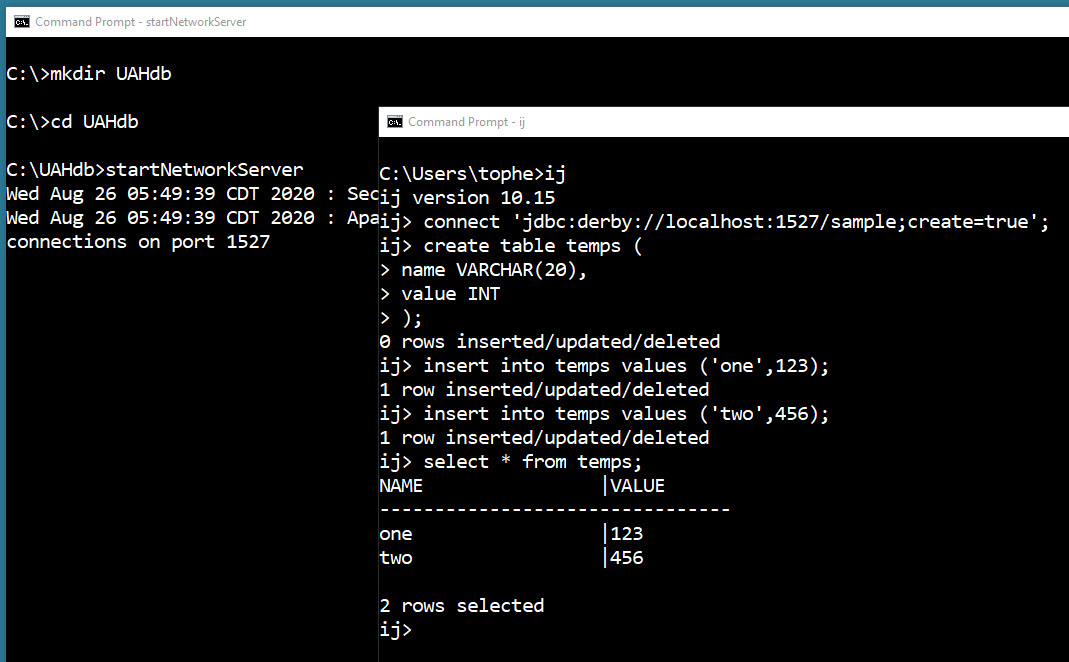 Command Prompt - startNetworkServer
C:\>mkdir UAHdb
C:\>cd UAHdb
C:\UAHdb>startNetworkServer
Wed Aug 26 05:49:39 CDT 2020 : Sec
Wed Aug 26 05:49:39 CDT 2020 : Apa
connections on port 1527
Command Prompt - ij
C:\Users\tophe>ij
ij version 10.15
ij> connect 'jdbc:derby://localhost:1527/sample;create=true';
ij> create table temps (
> name VARCHAR(20),
> value INT
> );
0 rows inserted/updated/deleted
ij> insert into temps values ('one',123);
1 row inserted/updated/deleted
ij> insert into temps values ('two',456);
1 row inserted/updated/deleted
ij> select * from temps;
NAME                |VALUE
--------------------------------
one                 |123
two                 |456
2 rows selected
ij>